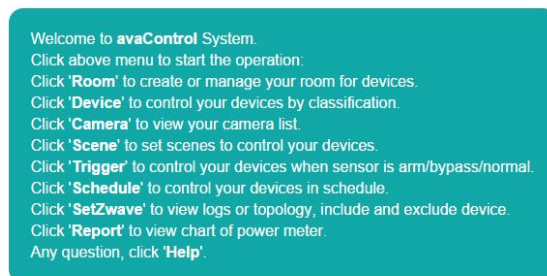 Welcome to avaControl System.
Click above menu to start the operation:
Click 'Room' to create or manage your room for devices.
Click 'Device' to control your devices by classification.
Click 'Camera' to view your camera list.
Click 'Scene' to set scenes to control your devices.
Click 'Trigger' to control your devices when sensor is arm/bypass/normal.
Click 'Schedule' to control your devices in schedule.
Click 'SetZwave' to view logs or topology, include and exclude device.
Click 'Report' to view chart of power meter.
Any question, click 'Help'.